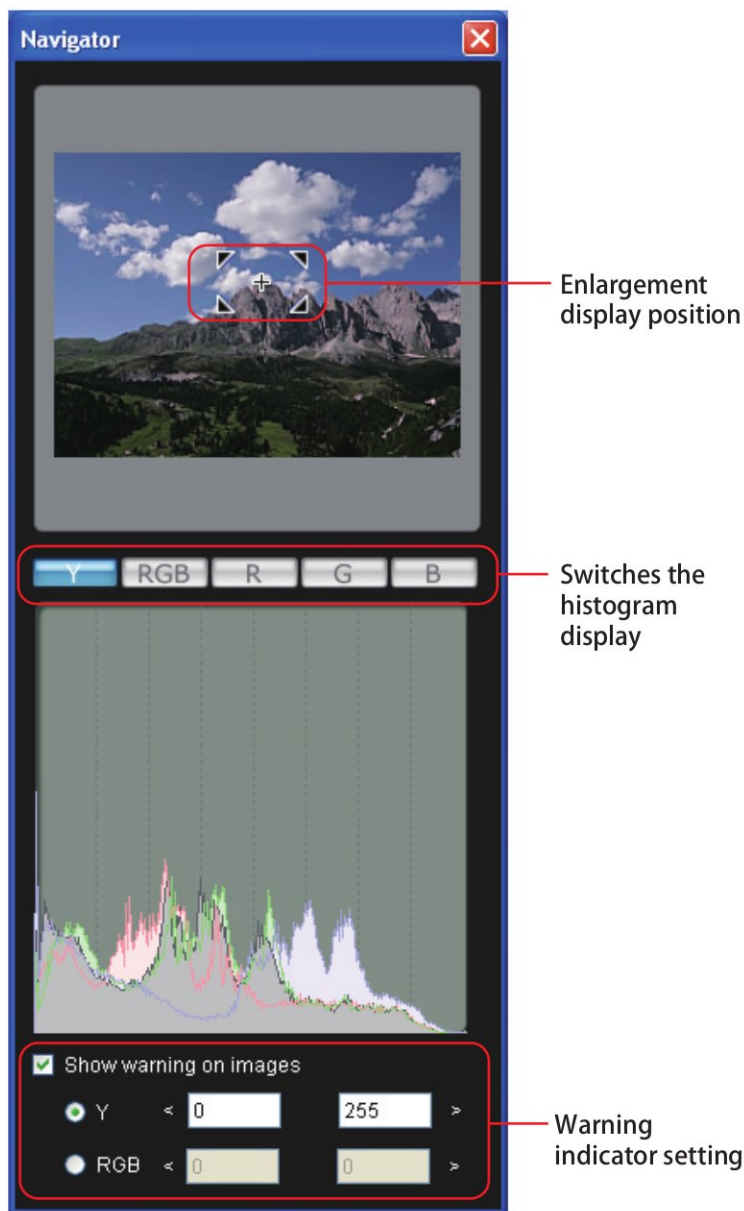 Navigator
Enlargement
display position
Y RGB R G B
Switches the
histogram
display
Show warning on images
Y < 0 255 >
RGB < 0 0 >
Warning
indicator setting